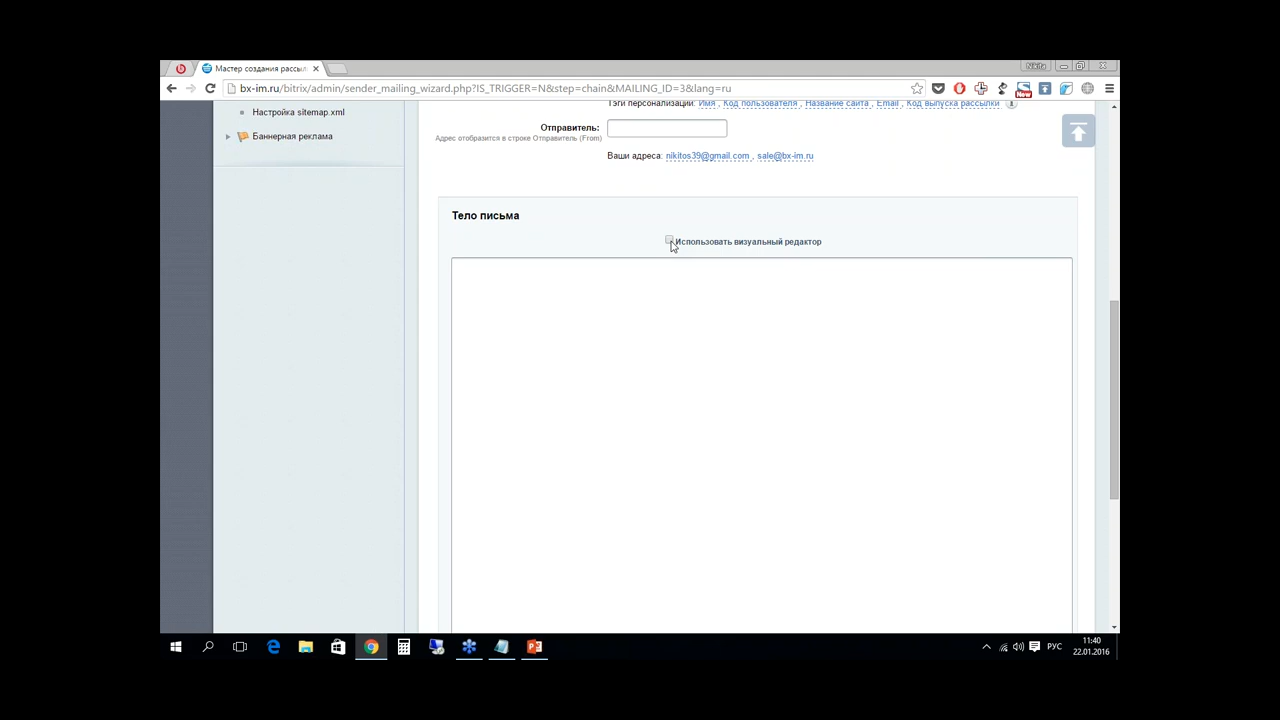 Мастер создания рассыл
Nikita
bx-im.ru/bitrix/admin/sender_mailing_wizard.php?IS_TRIGGER=N&step=chain&MAILING_ID=3&lang=ru
New
Настройка sitemap.xml
Баннерная реклама
Тэги персонализации: Имя , Код пользователя , Название сайта , Email , Код выпуска рассылки
Отправитель:
Адрес отобразится в строке Отправитель (From)
Ваши адреса: nikitos39@gmail.com , sale@bx-im.ru
Тело письма
Использовать визуальный редактор
РУС
11:40
22.01.2016